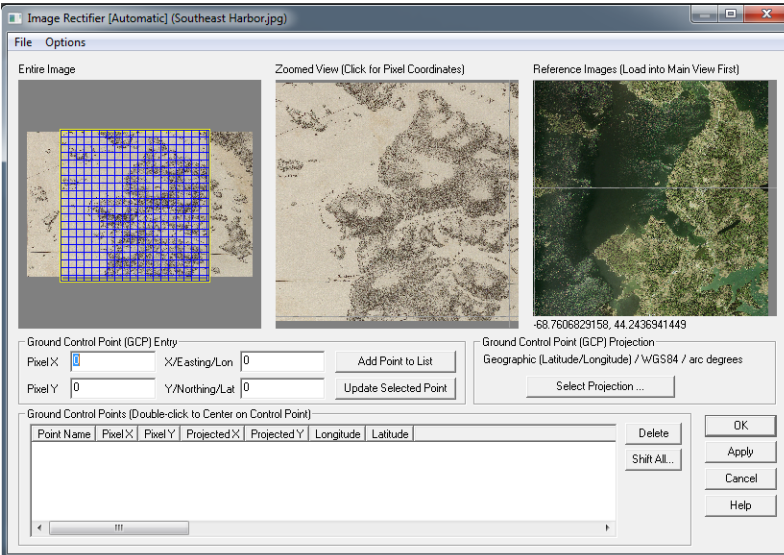 Image Rectifier [Automatic] (Southeast Harbor.jpg)
File Options
Entire Image Zoomed View (Click for Pixel Coordinates) Reference Images (Load into Main View First)
-68.7606829158, 44.2436941449
Ground Control Point (GCP) Entry Ground Control Point (GCP) Projection
Pixel X 0 X/Easting/Lon 0 Add Point to List Geographic (Latitude/Longitude) / WGS84 / arc degrees
Pixel Y 0 Y/Northing/Lat 0 Update Selected Point Select Projection ...
Ground Control Points (Double-click to Center on Control Point)
Point Name Pixel X Pixel Y Projected X Projected Y Longitude Latitude Delete OK
Shift All... Apply
Cancel
Help